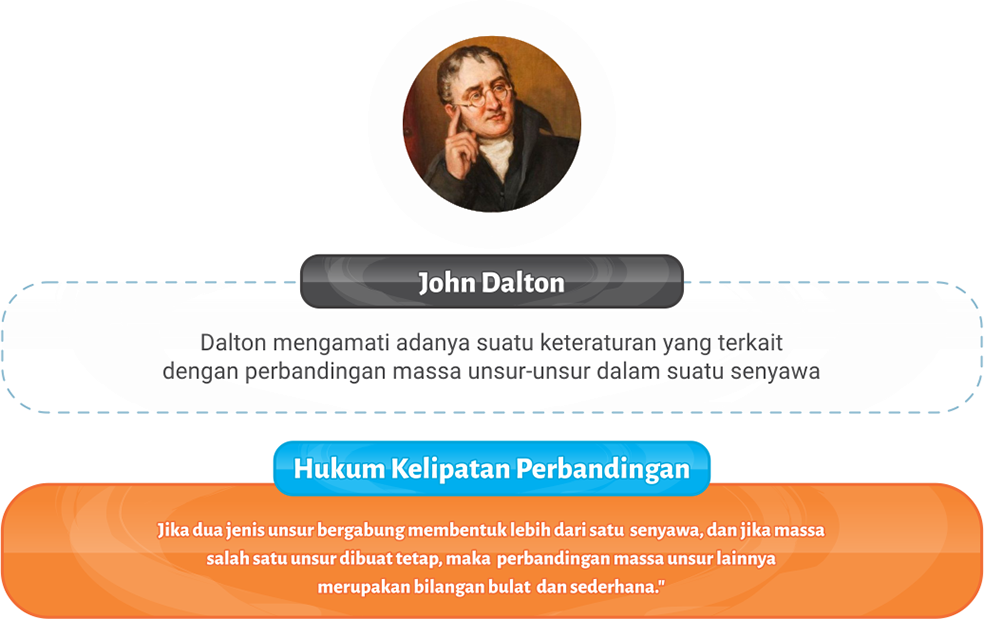 John Dalton
Dalton mengamati adanya suatu keteraturan yang terkait
dengan perbandingan massa unsur-unsur dalam suatu senyawa
Hukum Kelipatan Perbandingan
Jika dua jenis unsur bergabung membentuk lebih dari satu senyawa, dan jika massa
salah satu unsur dibuat tetap, maka perbandingan massa unsur lainnya
merupakan bilangan bulat dan sederhana."